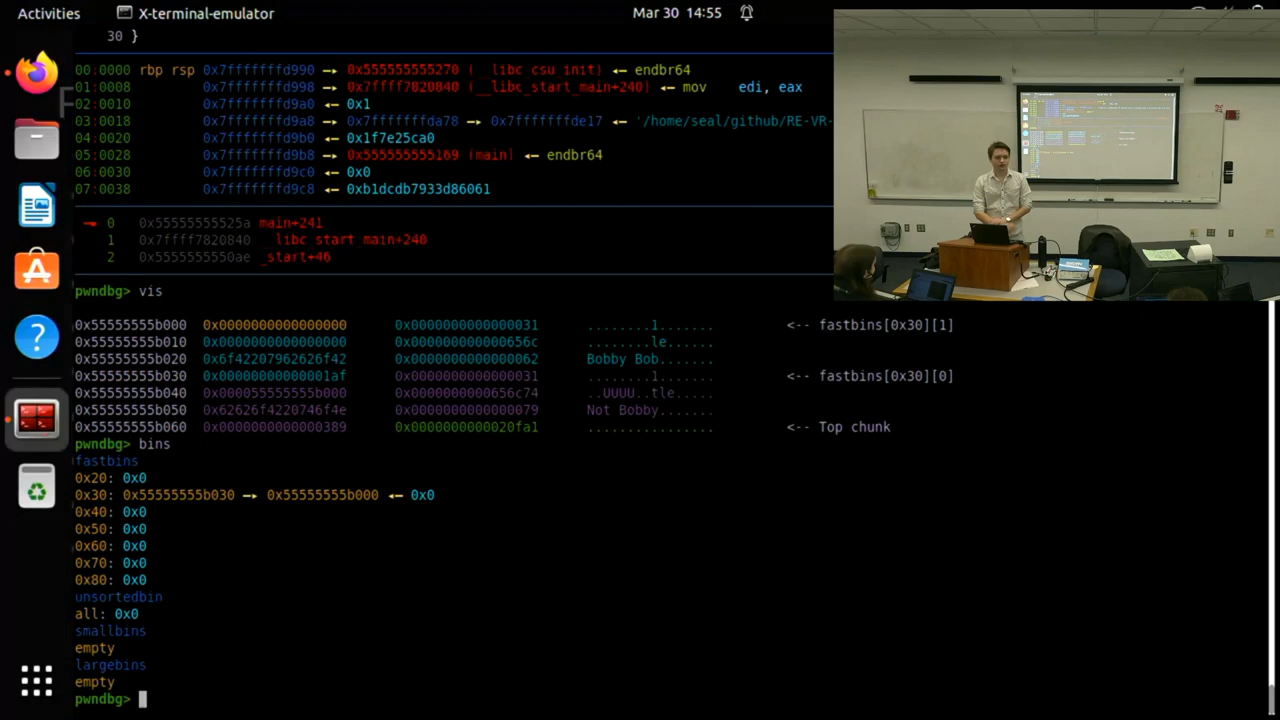 Activities X-terminal-emulator Mar 30 14:55
30 }
00:0000 rbp rsp 0x7fffffffd990 —▸ 0x555555555270 (__libc_csu_init) ◂— endbr64
01:0008 0x7fffffffd998 —▸ 0x7ffff7820840 (__libc_start_main+240) ◂— mov edi, eax
02:0010 0x7fffffffd9a0 ◂— 0x1
03:0018 0x7fffffffd9a8 —▸ 0x7fffffffda78 —▸ 0x7fffffffde17 ◂— '/home/seal/github/RE-VR-
04:0020 0x7fffffffd9b0 ◂— 0x1f7e25ca0
05:0028 0x7fffffffd9b8 —▸ 0x555555555169 (main) ◂— endbr64
06:0030 0x7fffffffd9c0 ◂— 0x0
07:0038 0x7fffffffd9c8 ◂— 0xb1dcdb7933d86061
► 0 0x55555555525a main+241
1 0x7ffff7820840 __libc_start_main+240
2 0x5555555550ae _start+46
pwndbg> vis
0x55555555b000 0x0000000000000000 0x0000000000000031 ........1....... <-- fastbins[0x30][1]
0x55555555b010 0x0000000000000000 0x000000000000656c ........le......
0x55555555b020 0x6f42207962626f42 0x0000000000000062 Bobby Bob.......
0x55555555b030 0x00000000000001af 0x0000000000000031 ........1....... <-- fastbins[0x30][0]
0x55555555b040 0x000055555555b000 0x0000000000656c74 ..UUUU..tle.....
0x55555555b050 0x62626f4220746f4e 0x0000000000000079 Not Bobby.......
0x55555555b060 0x0000000000000389 0x0000000000020fa1 ................ <-- Top chunk
pwndbg> bins
fastbins
0x20: 0x0
0x30: 0x55555555b030 —▸ 0x55555555b000 ◂— 0x0
0x40: 0x0
0x50: 0x0
0x60: 0x0
0x70: 0x0
0x80: 0x0
unsortedbin
all: 0x0
smallbins
empty
largebins
empty
pwndbg>